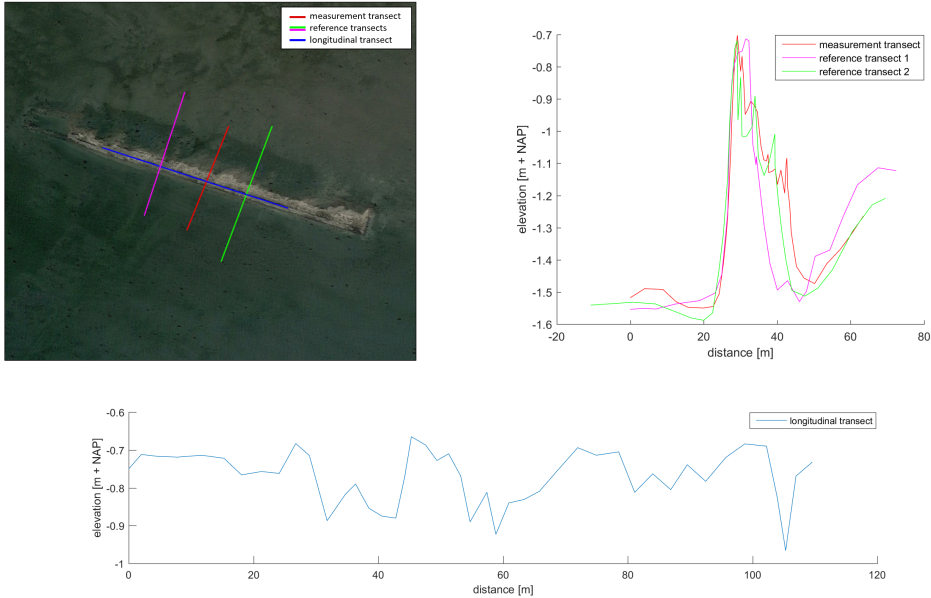 measurement transect
reference transects
longitudinal transect
-0.7
-0.8
-0.9
-1
-1.1
-1.2
-1.3
-1.4
-1.5
-1.6
elevation [m + NAP]
measurement transect
reference transect 1
reference transect 2
-20
0
20
40
60
80
distance [m]
-0.6
-0.7
-0.8
-0.9
-1
elevation [m + NAP]
longitudinal transect
0
20
40
60
80
100
120
distance [m]